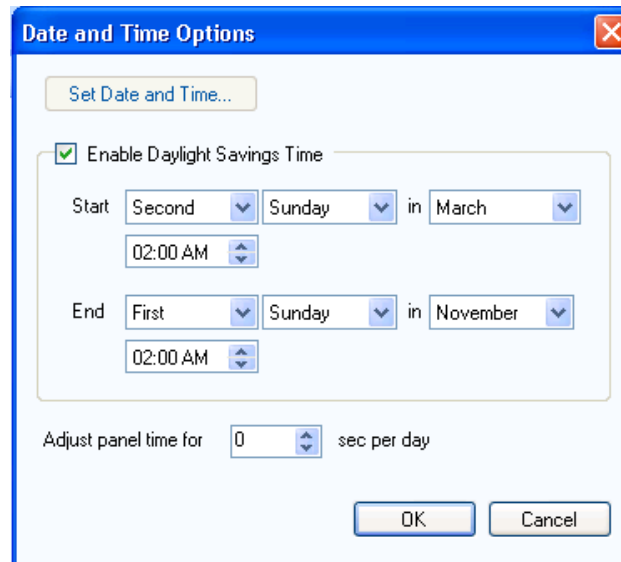 Date and Time Options
Set Date and Time...
Enable Daylight Savings Time
Start Second Sunday in March
02:00 AM
End First Sunday in November
02:00 AM
Adjust panel time for 0 sec per day
OK Cancel